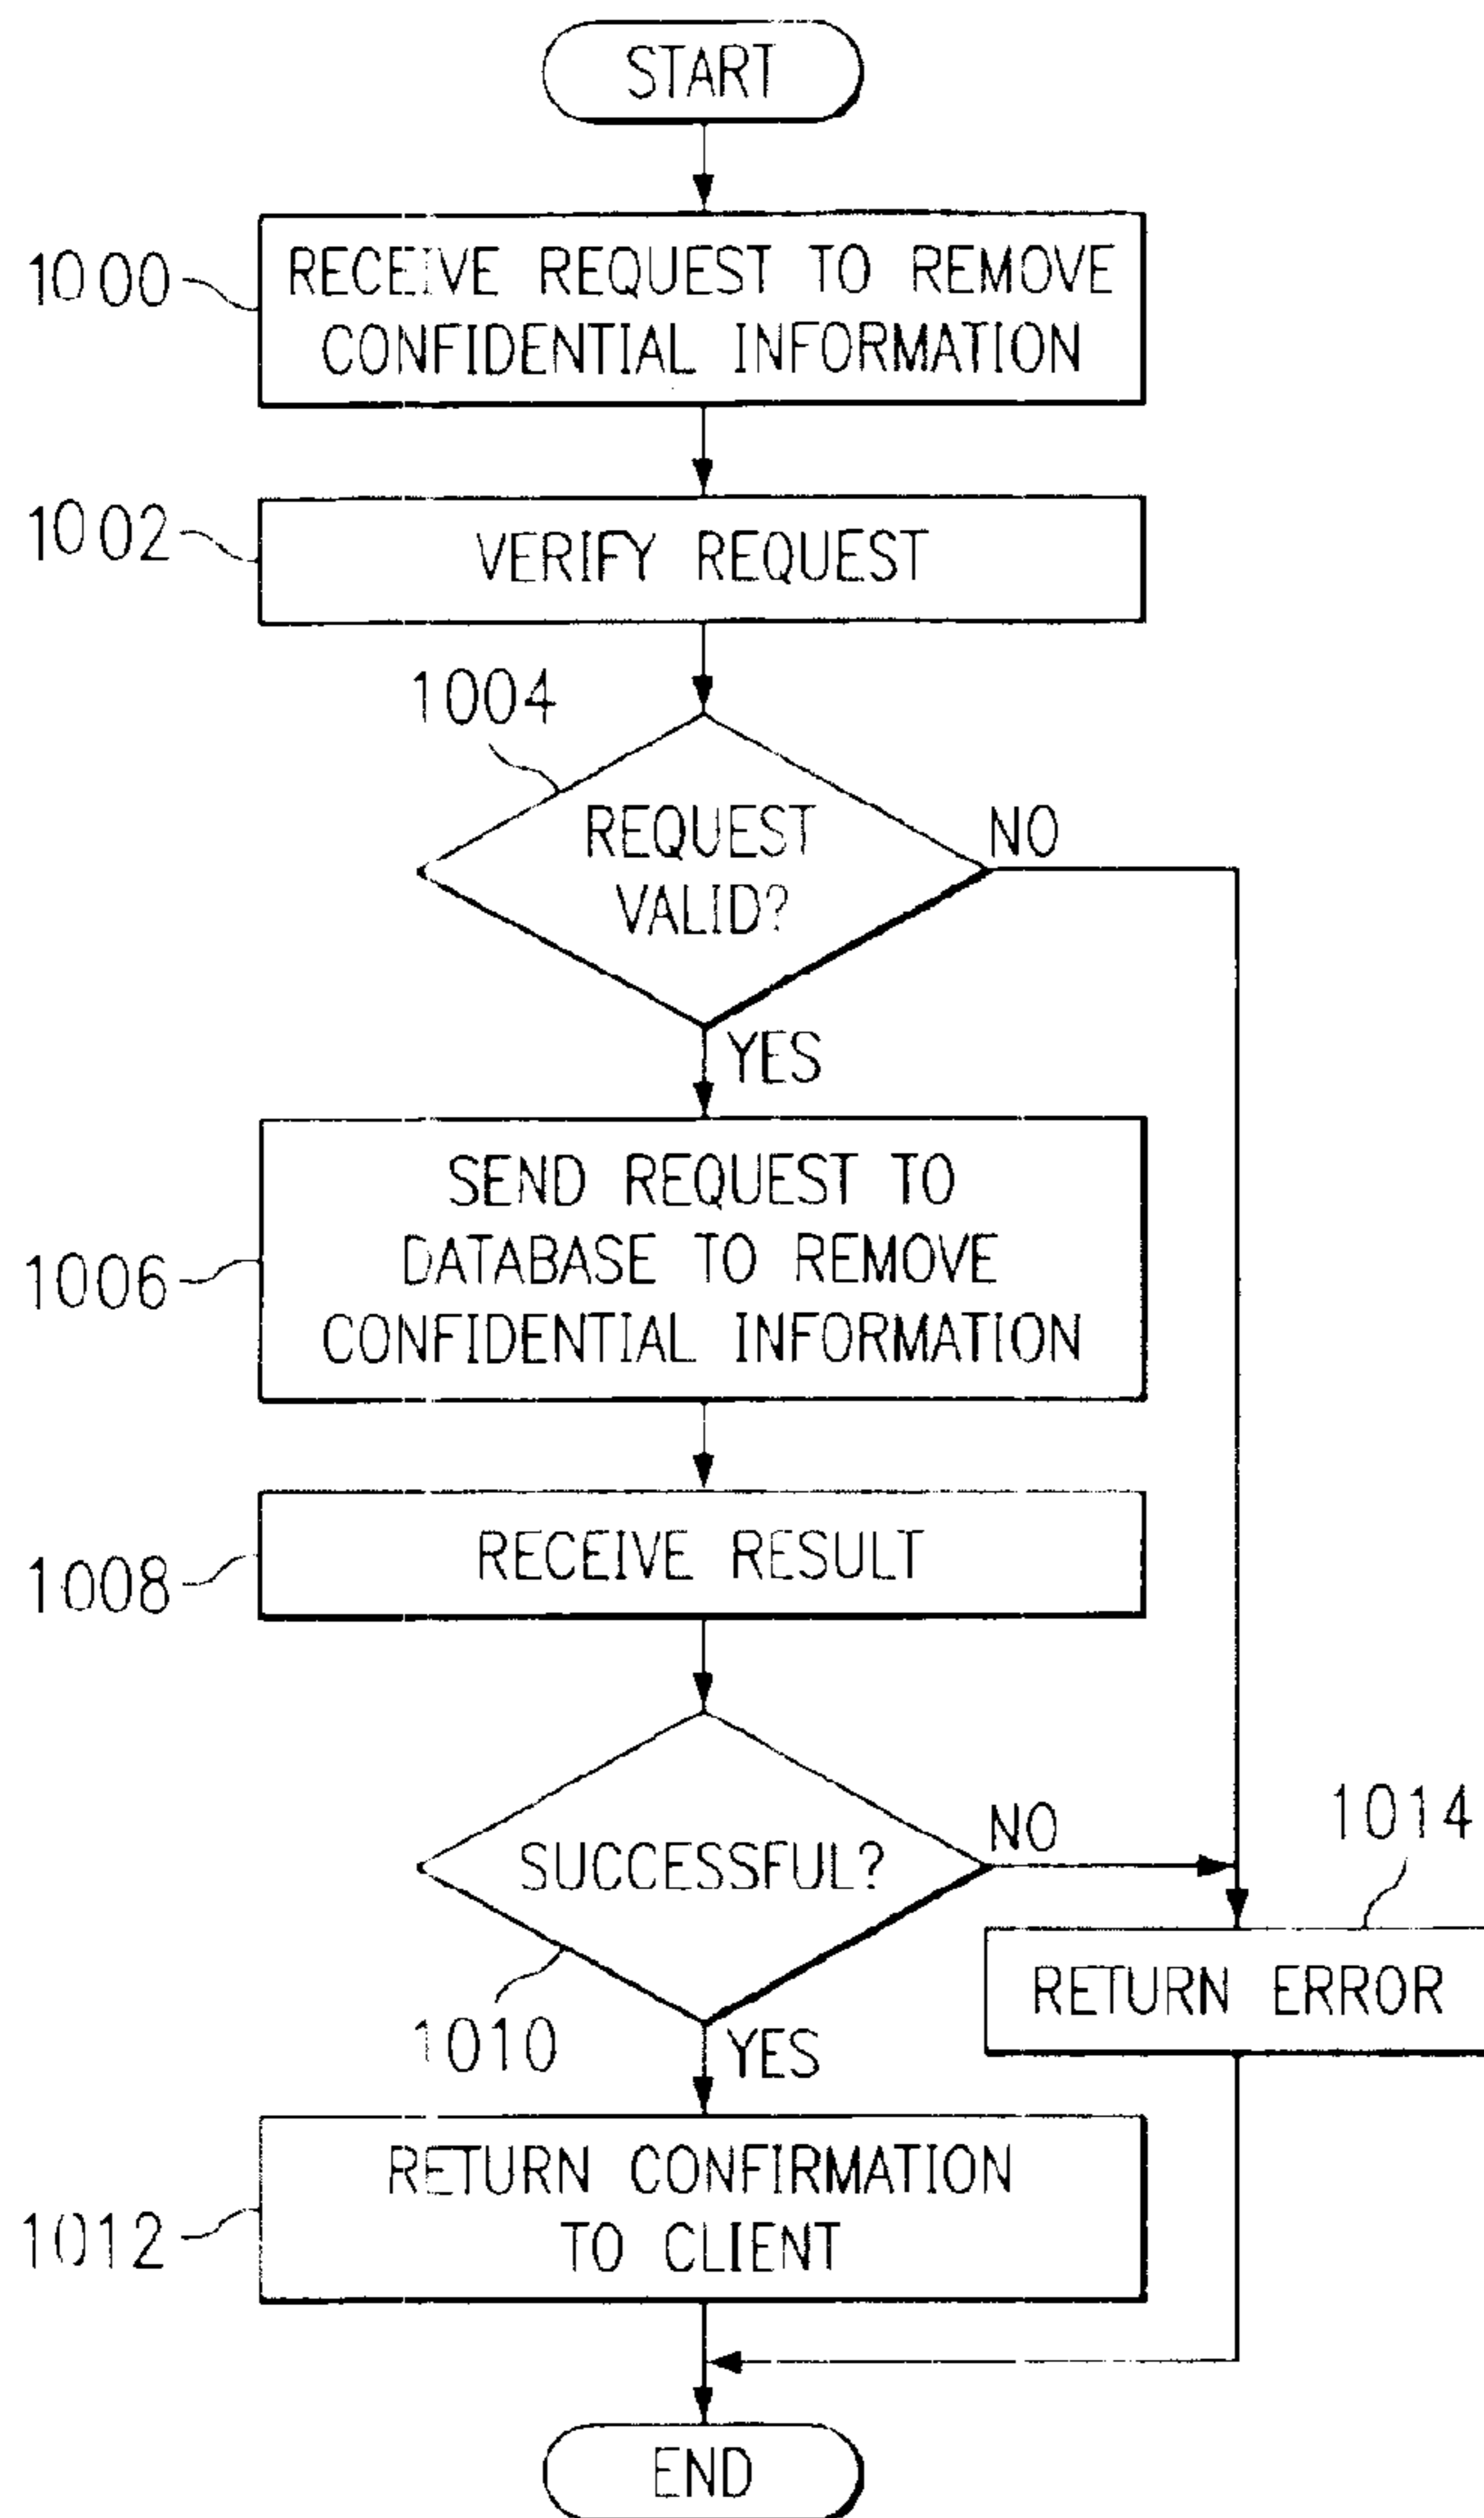 START
1000
RECEIVE REQUEST TO REMOVE
CONFIDENTIAL INFORMATION
1002
VERIFY REQUEST
1004
REQUEST
VALID?
NO
YES
SEND REQUEST TO
DATABASE TO REMOVE
CONFIDENTIAL INFORMATION
1006
RECEIVE RESULT
1008
SUCCESSFUL?
NO
1014
RETURN ERROR
1010
YES
RETURN CONFIRMATION
TO CLIENT
1012
END